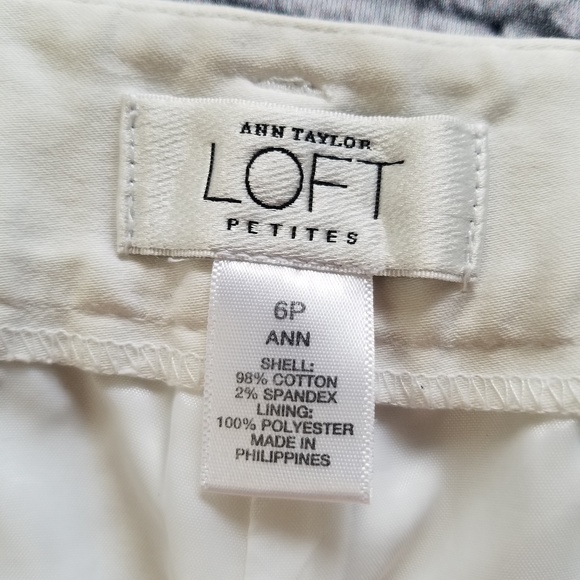 ANN TAYLOR
LOFT
PETITES
6P
ANN
SHELL:
98% COTTON
2% SPANDEX
LINING:
100% POLYESTER
MADE IN
PHILIPPINES